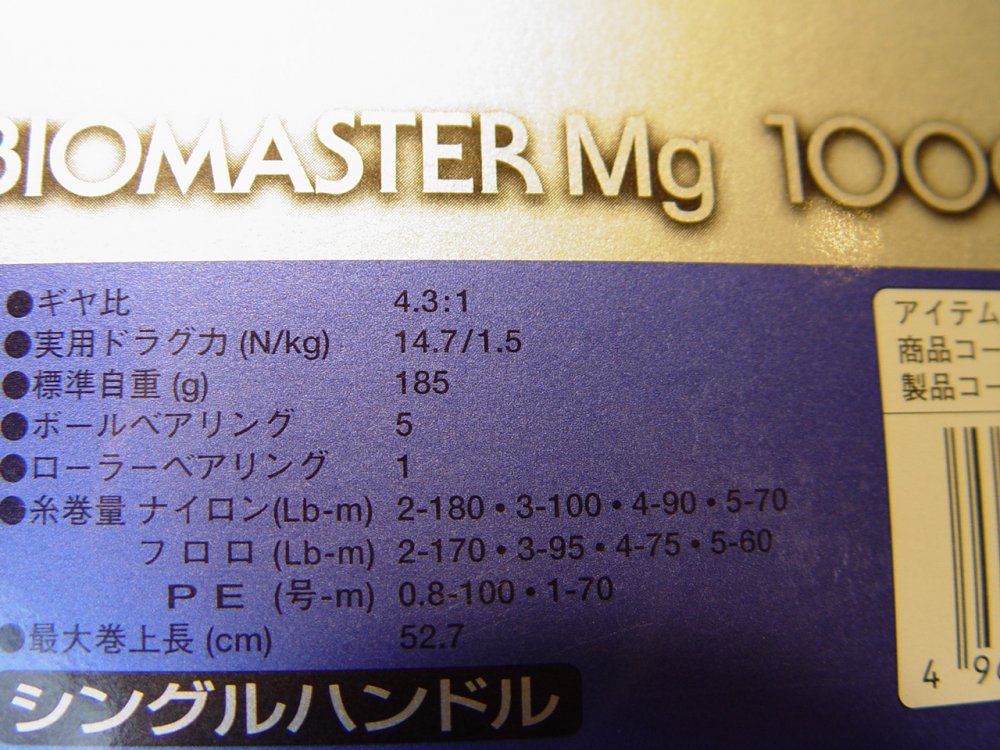 BIOMASTER Mg 1000
●ギヤ比 4.3:1
●実用ドラグ力 (N/kg) 14.7/1.5
●標準自重 (g) 185
●ボールベアリング 5
●ローラーベアリング 1
●糸巻量 ナイロン(Lb-m) 2-180・3-100・4-90・5-70
フロロ (Lb-m) 2-170・3-95・4-75・5-60
PE (号-m) 0.8-100・1-70
●最大巻上長 (cm) 52.7
シングルハンドル
アイテム
商品コー
製品コー
4 96